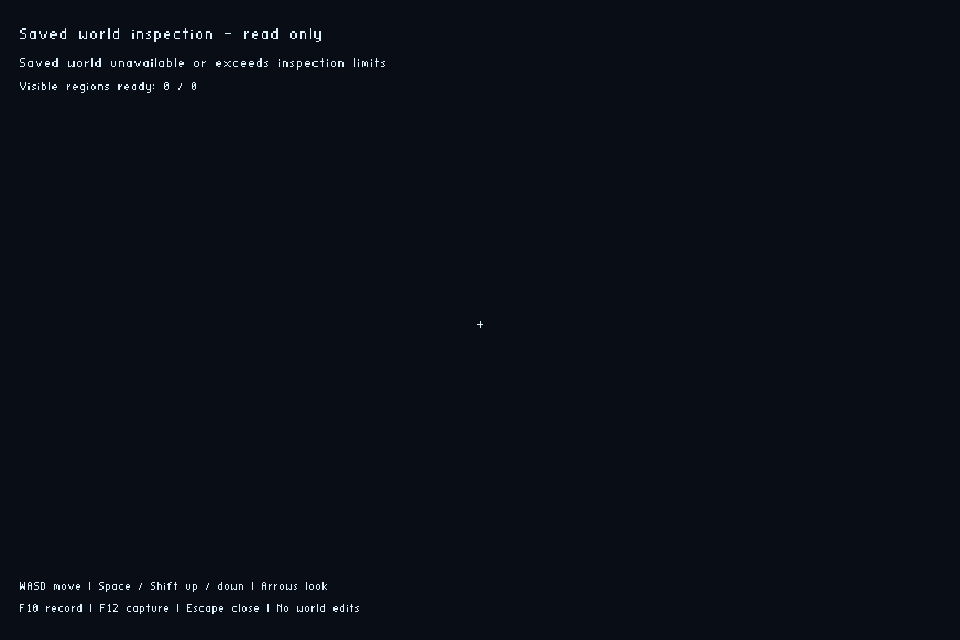 Saved world inspection - read only
Saved world unavailable or exceeds inspection limits
Visible regions ready: 0 / 0
+
WASD move | Space / Shift up / down | Arrows look
F10 record | F12 capture | Escape close | No world edits